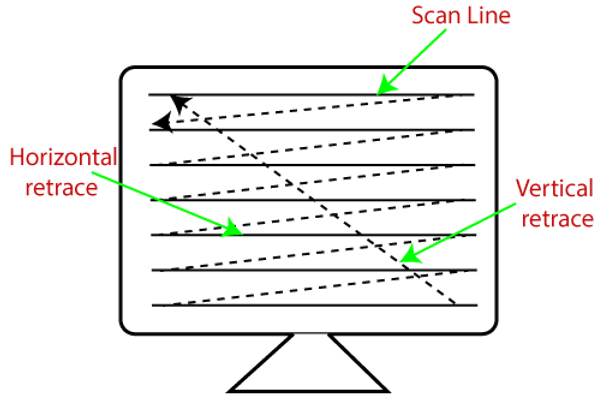 Scan Line
Horizontal
retrace
Vertical
retrace